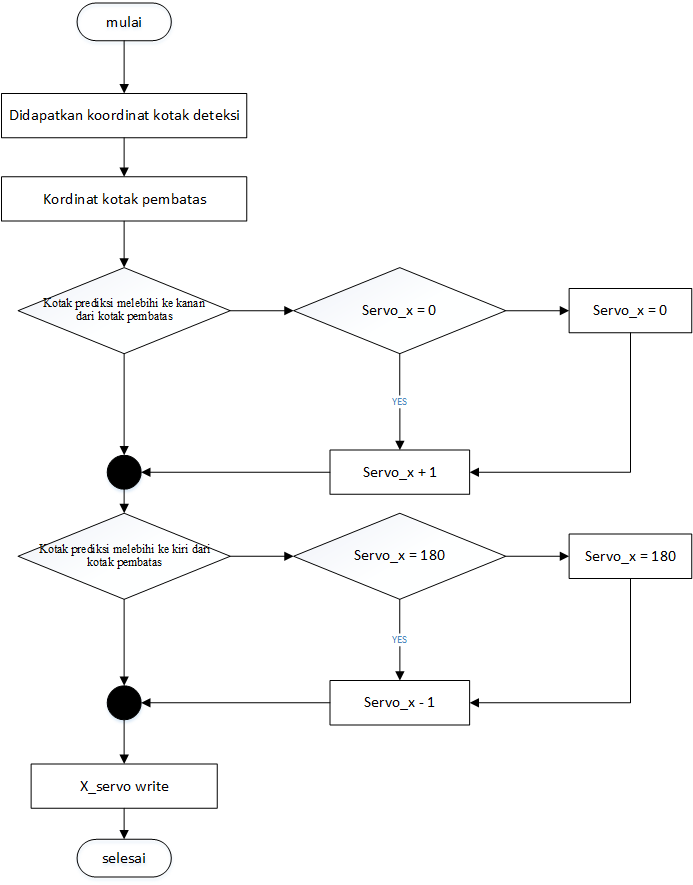 mulai
Didapatkan koordinat kotak deteksi
Kordinat kotak pembatas
Kotak prediksi melebihi ke kanan
dari kotak pembatas
Servo_x = 0
Servo_x = 0
YES
Servo_x + 1
Kotak prediksi melebihi ke kiri dari
kotak pembatas
Servo_x = 180
Servo_x = 180
YES
Servo_x - 1
X_servo write
selesai